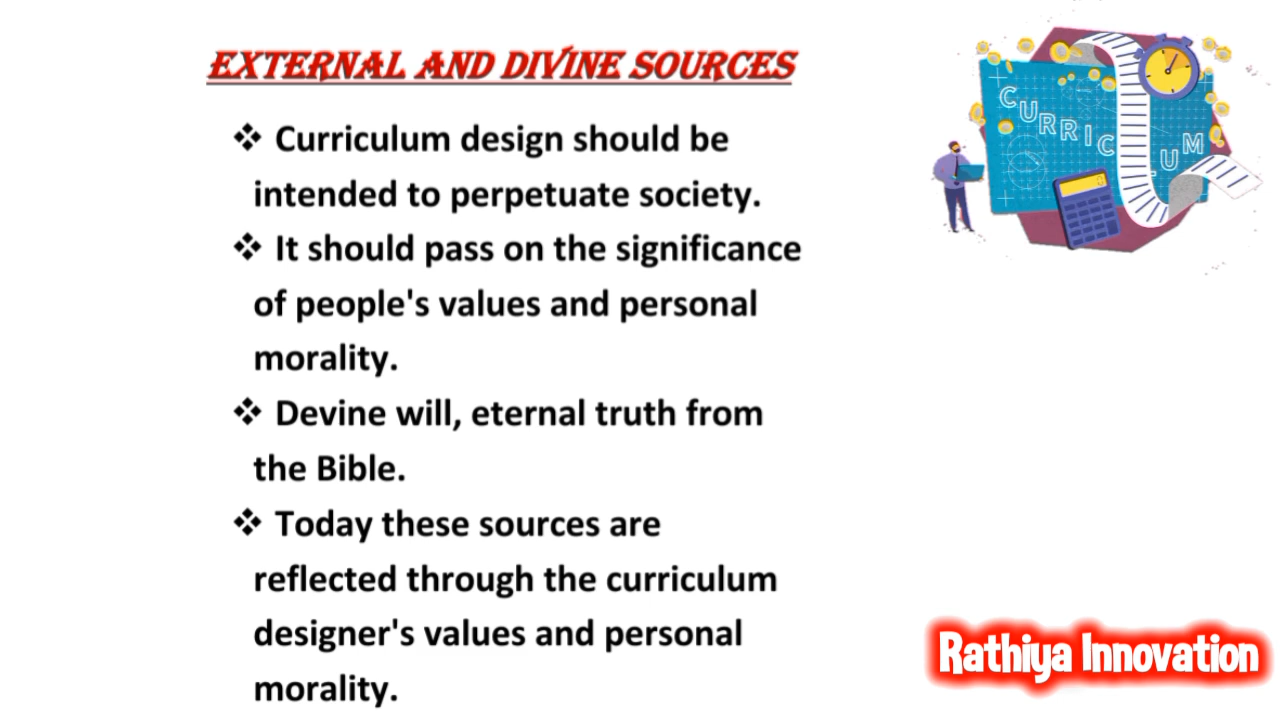 EXTERNAL AND DIVINE SOURCES
❖ Curriculum design should be
intended to perpetuate society.
❖ It should pass on the significance
of people's values and personal
morality.
❖ Devine will, eternal truth from
the Bible.
❖ Today these sources are
reflected through the curriculum
designer's values and personal
morality.
CURRIC UM
Rathiya Innovation